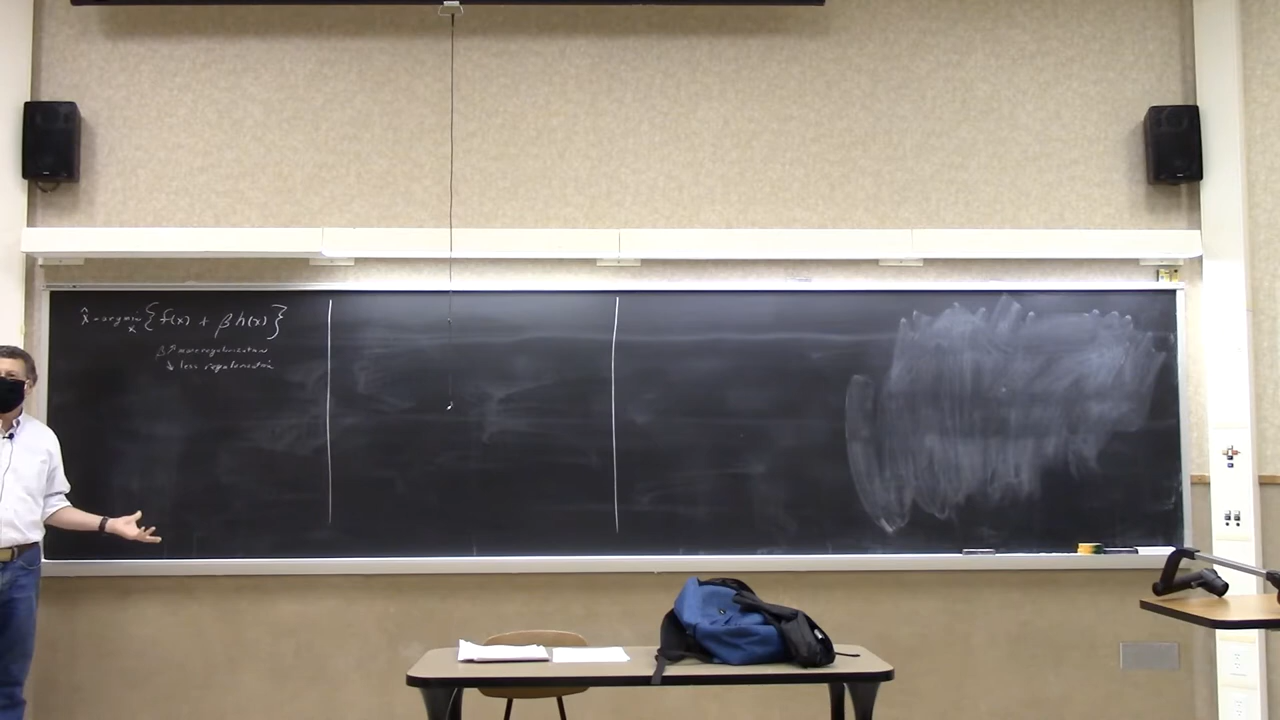 x̂ = argmin_x { f(x) + β h(x) }
β ↑ more regularization
↓ less regularization